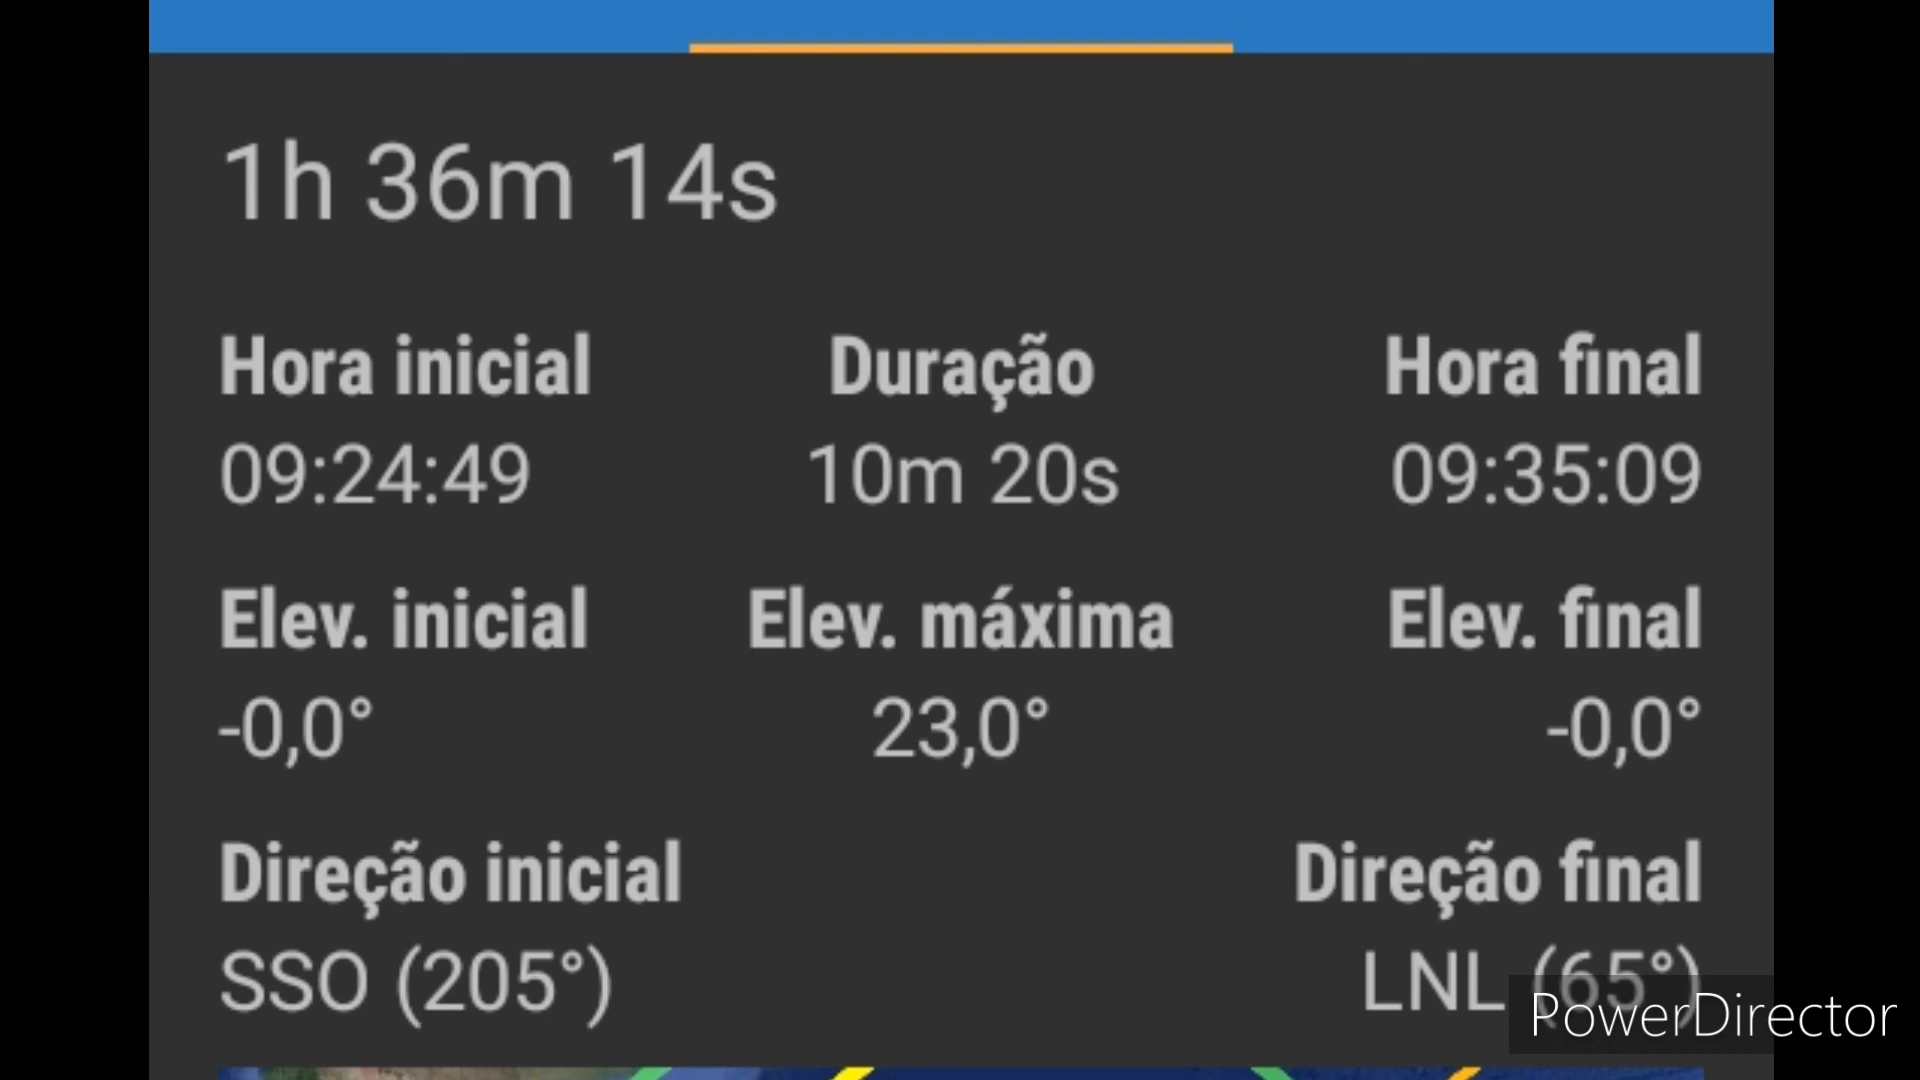 1h 36m 14s
Hora inicial Duração Hora final
09:24:49 10m 20s 09:35:09
Elev. inicial Elev. máxima Elev. final
-0,0° 23,0° -0,0°
Direção inicial Direção final
SSO (205°) LNL (65°)
PowerDirector